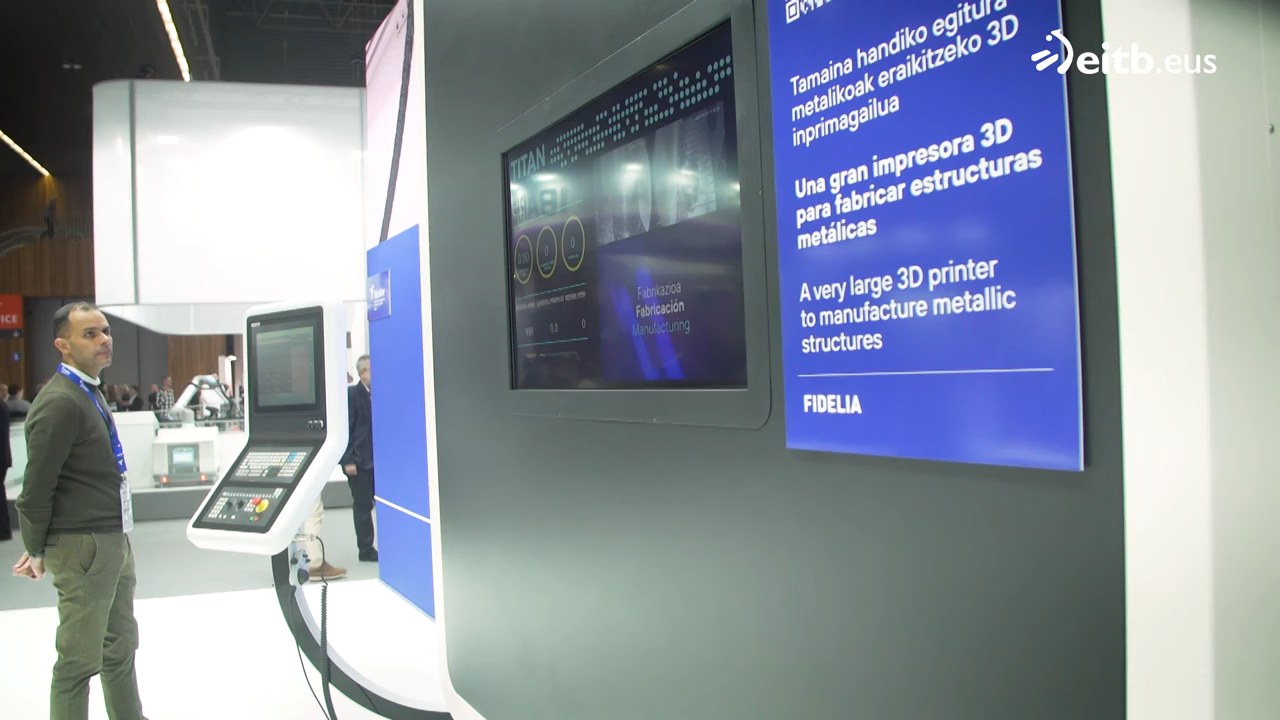 eitb.eus
Tamaina handiko egitura
metalikoak eraikitzeko 3D
inprimagailua
Una gran impresora 3D
para fabricar estructuras
metálicas
A very large 3D printer
to manufacture metallic
structures
FIDELIA
TITAN
Fabrikazioa
Fabricación
Manufacturing